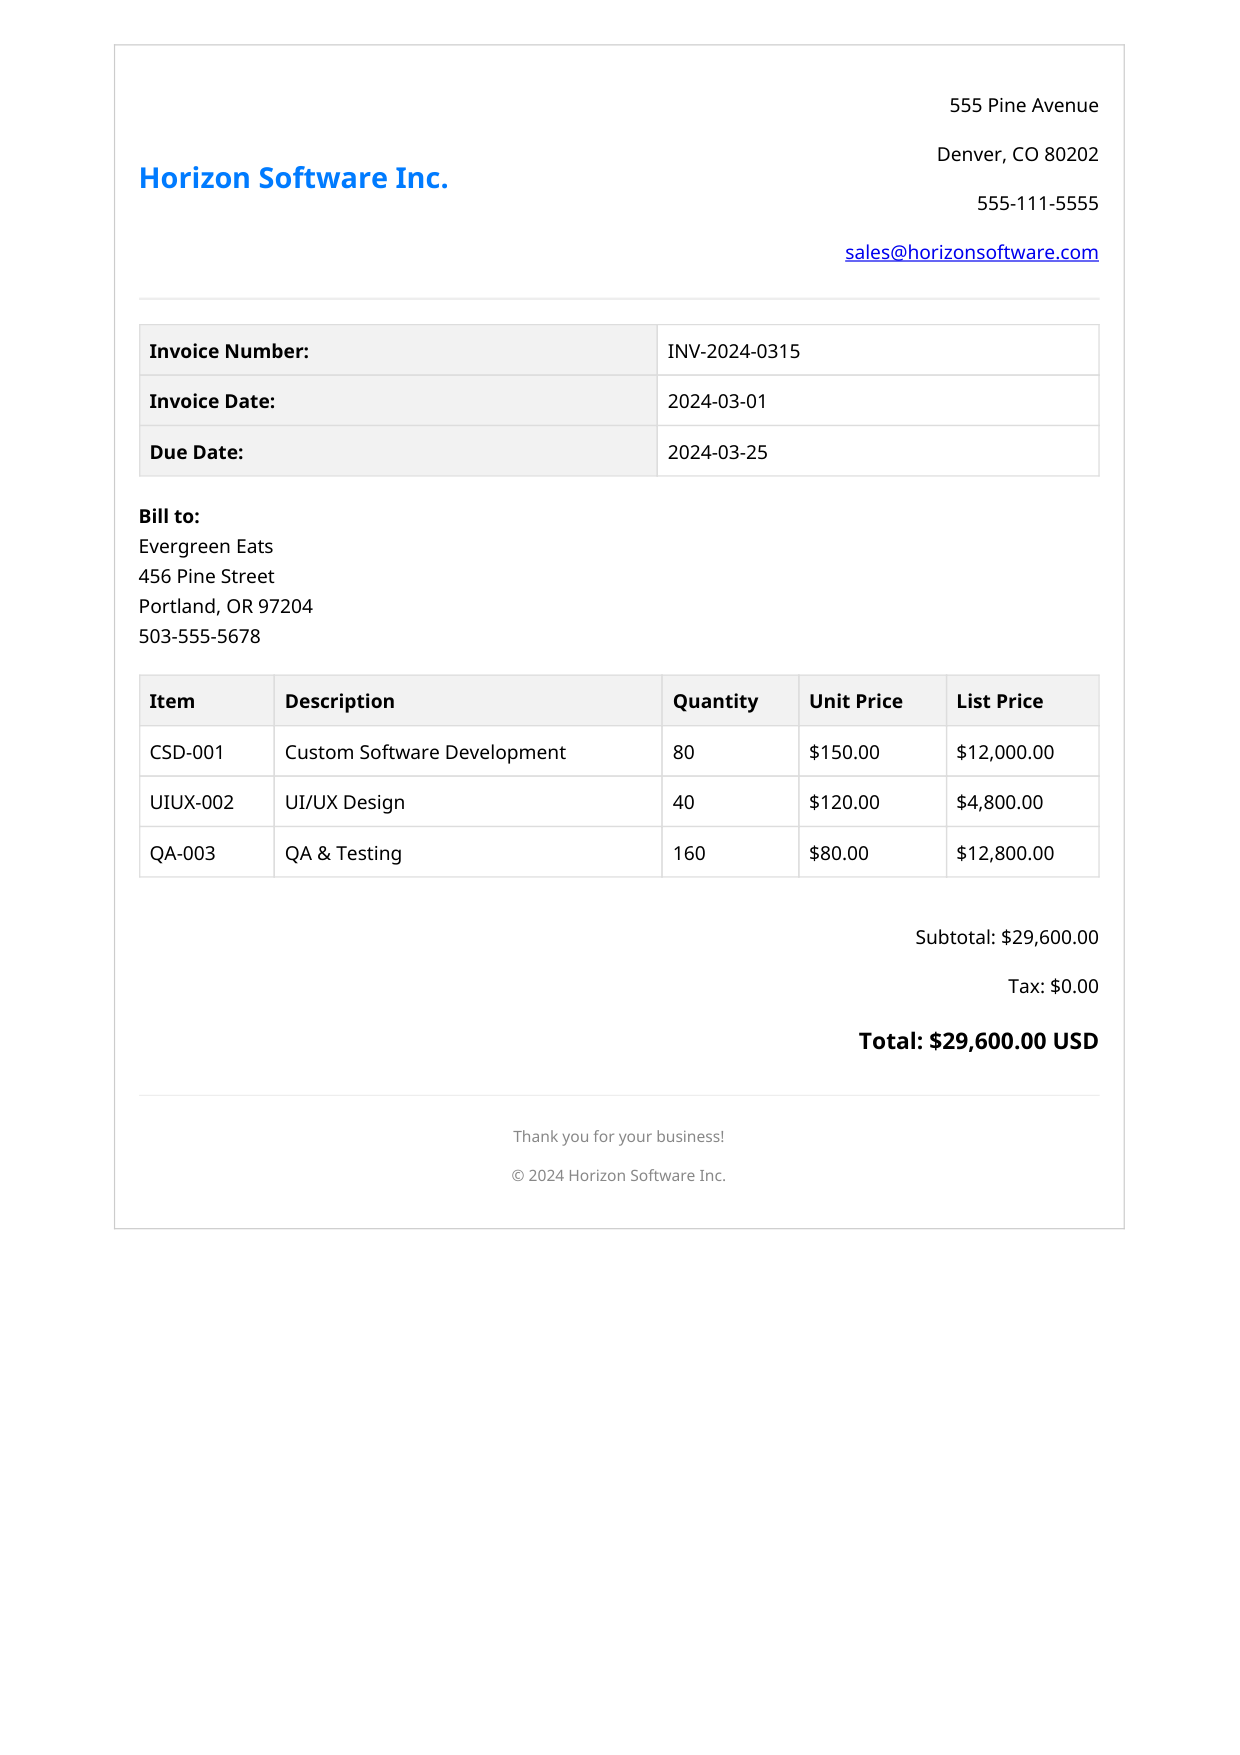 Horizon Software Inc.
555 Pine Avenue
Denver, CO 80202
555-111-5555
sales@horizonsoftware.com
Invoice Number: INV-2024-0315
Invoice Date: 2024-03-01
Due Date: 2024-03-25
Bill to:
Evergreen Eats
456 Pine Street
Portland, OR 97204
503-555-5678
Item Description Quantity Unit Price List Price
CSD-001 Custom Software Development 80 $150.00 $12,000.00
UIUX-002 UI/UX Design 40 $120.00 $4,800.00
QA-003 QA & Testing 160 $80.00 $12,800.00
Subtotal: $29,600.00
Tax: $0.00
Total: $29,600.00 USD
Thank you for your business!
© 2024 Horizon Software Inc.